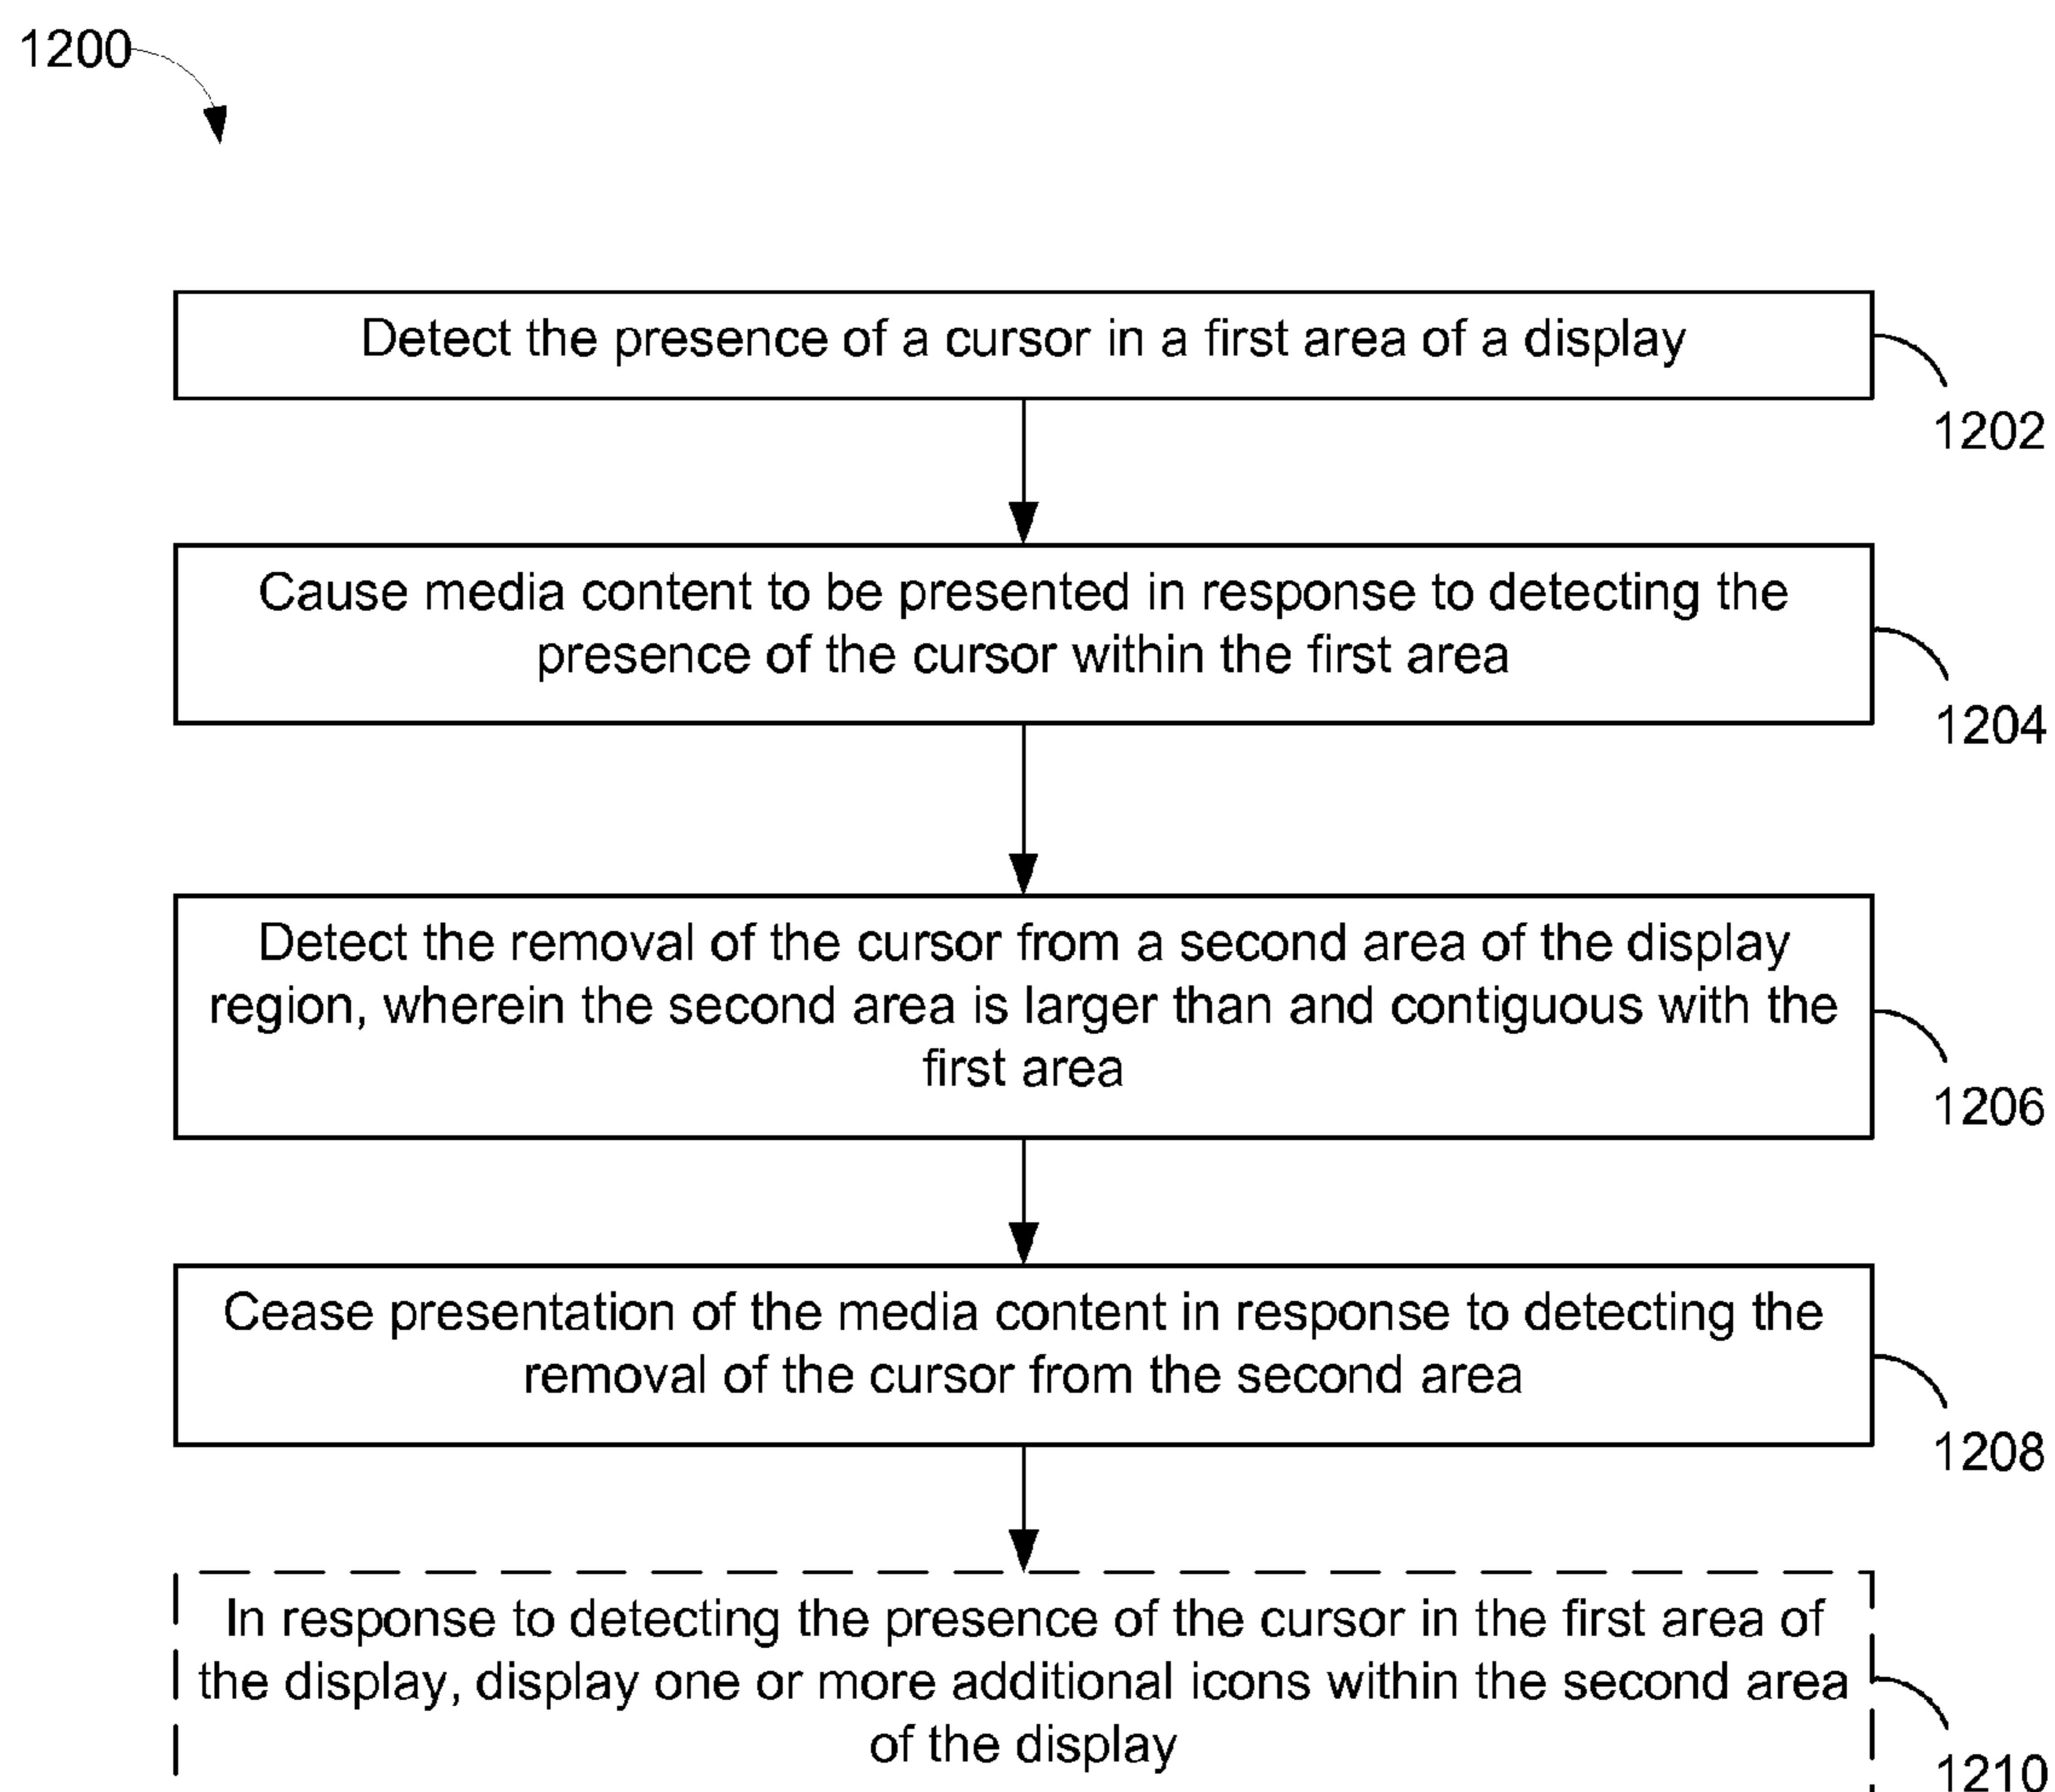 1200
Detect the presence of a cursor in a first area of a display
1202
Cause media content to be presented in response to detecting the
presence of the cursor within the first area
1204
Detect the removal of the cursor from a second area of the display
region, wherein the second area is larger than and contiguous with the
first area
1206
Cease presentation of the media content in response to detecting the
removal of the cursor from the second area
1208
In response to detecting the presence of the cursor in the first area of
the display, display one or more additional icons within the second area
of the display
1210